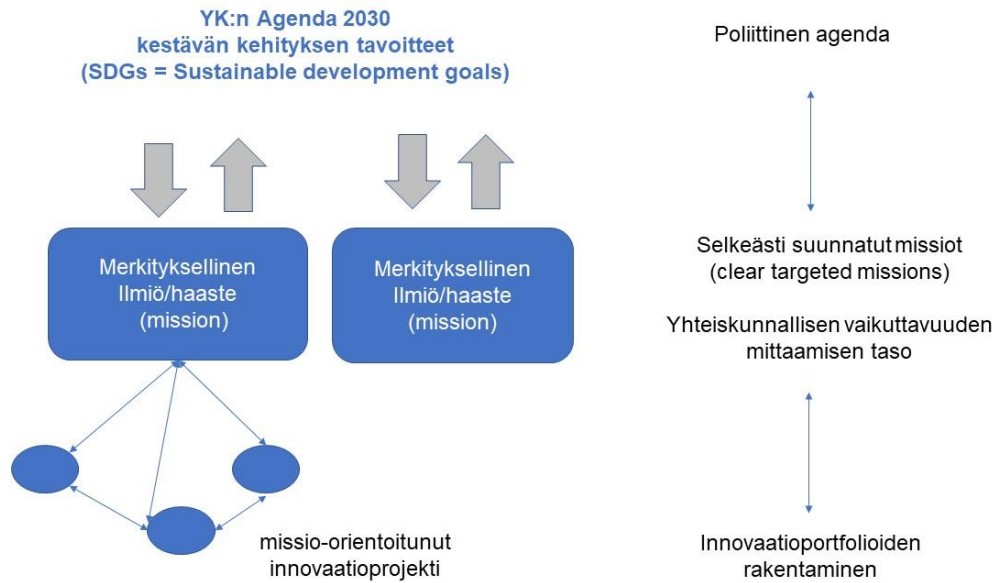 YK:n Agenda 2030
kestävän kehityksen tavoitteet
(SDGs = Sustainable development goals)
Poliittinen agenda
Merkityksellinen
Ilmiö/haaste
(mission)
Merkityksellinen
Ilmiö/haaste
(mission)
Selkeästi suunnatut missiot
(clear targeted missions)
Yhteiskunnallisen vaikuttavuuden
mittaamisen taso
missio-orientoitunut
innovaatioprojekti
Innovaatioportfolioiden
rakentaminen